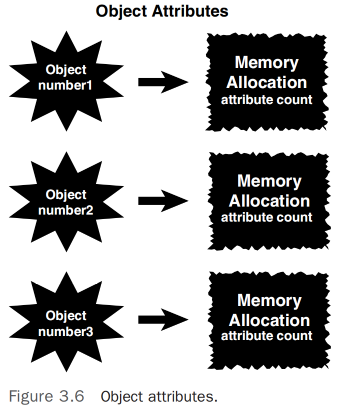 Object Attributes
Object
number1
Memory
Allocation
attribute count
Object
number2
Memory
Allocation
attribute count
Object
number3
Memory
Allocation
attribute count
Figure 3.6 Object attributes.